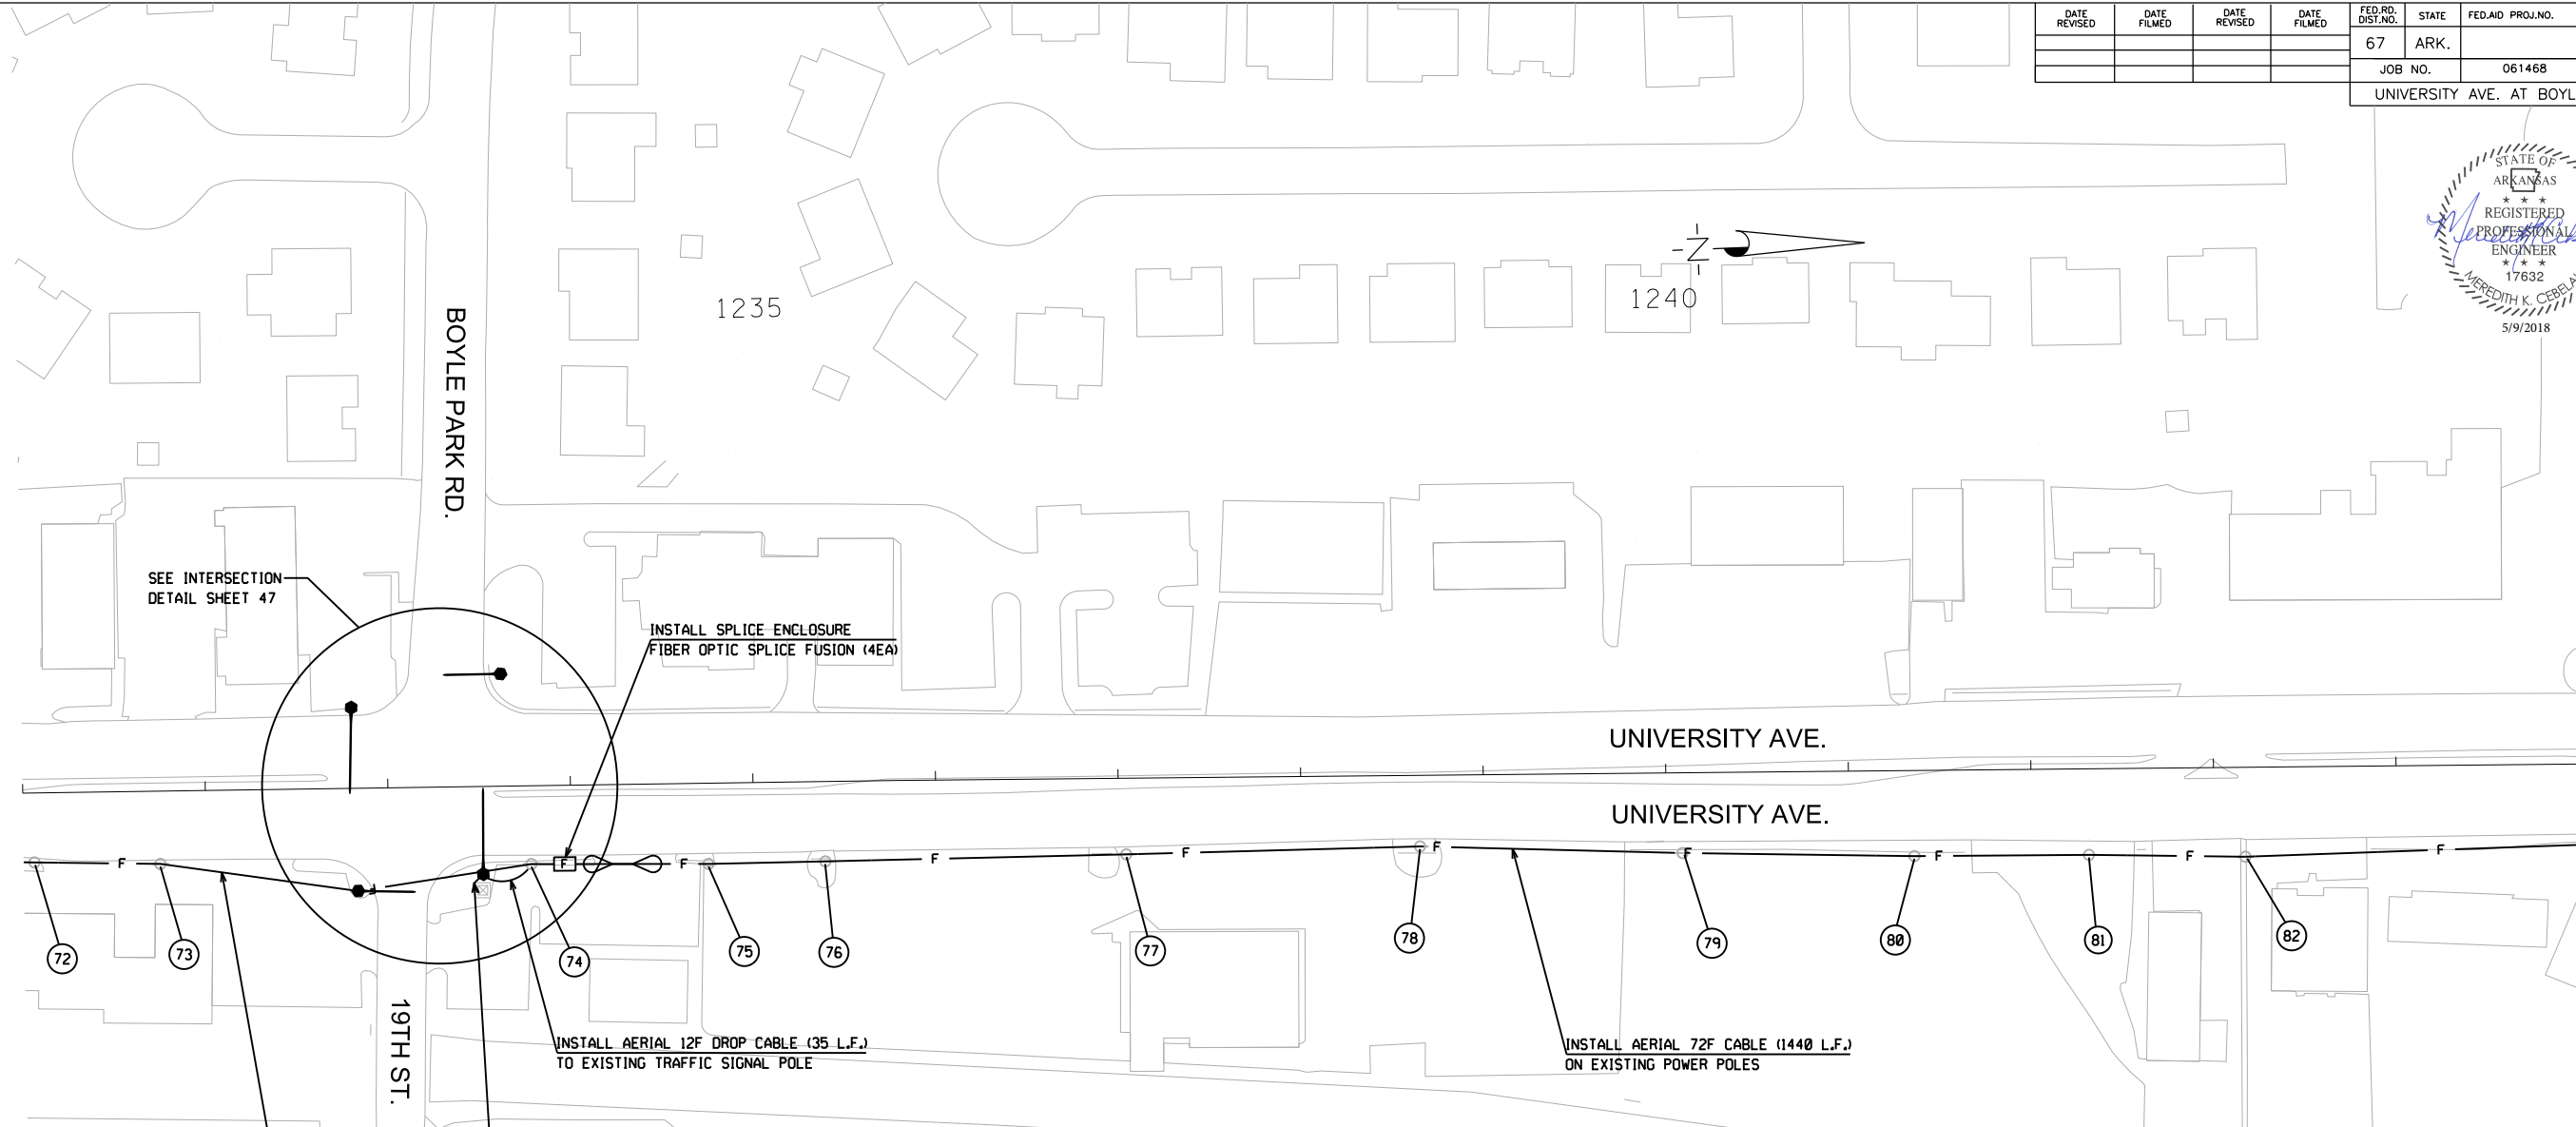 DATE REVISED
DATE FILMED
DATE REVISED
DATE FILMED
FED.RD. DIST.NO.
STATE
FED.AID PROJ.NO.
67
ARK.
JOB NO.
061468
UNIVERSITY AVE. AT BOYL
STATE OF
ARKANSAS
★ ★ ★
REGISTERED
PROFESSIONAL
ENGINEER
★ ★ ★
17632
MEREDITH K. CEBELA
5/9/2018
-Z-
1235
1240
BOYLE PARK RD.
SEE INTERSECTION
DETAIL SHEET 47
INSTALL SPLICE ENCLOSURE
FIBER OPTIC SPLICE FUSION (4EA)
UNIVERSITY AVE.
UNIVERSITY AVE.
F
F
F
F
F
F
F
F
F
F
72
73
74
75
76
77
78
79
80
81
82
19TH ST.
INSTALL AERIAL 12F DROP CABLE (35 L.F.)
TO EXISTING TRAFFIC SIGNAL POLE
INSTALL AERIAL 72F CABLE (1440 L.F.)
ON EXISTING POWER POLES